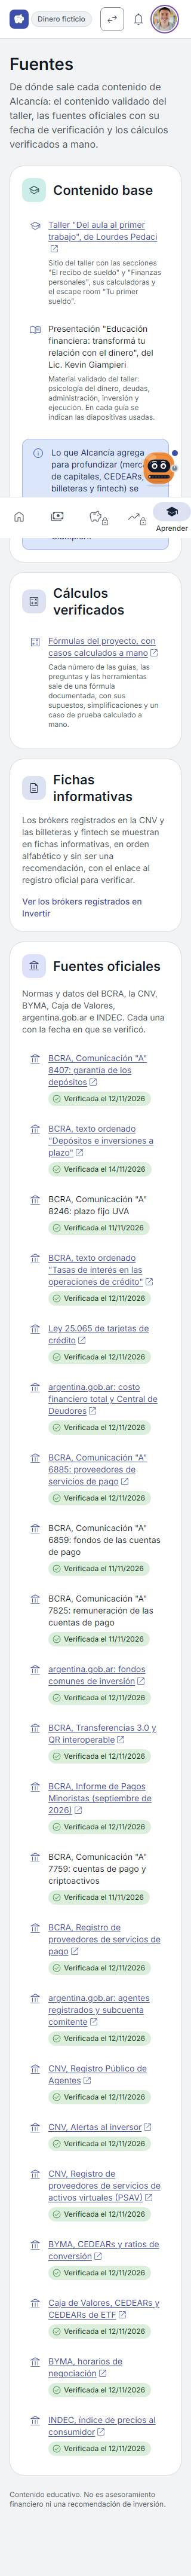 Dinero ficticio
Fuentes
De dónde sale cada contenido de
Alcancía: el contenido validado del
taller, las fuentes oficiales con su
fecha de verificación y los cálculos
verificados a mano.
Contenido base
Taller "Del aula al primer
trabajo", de Lourdes Pedaci
Sitio del taller con las secciones
"El recibo de sueldo" y "Finanzas
personales", sus calculadoras y
el escape room "Tu primer
sueldo".
Presentación "Educación
financiera: transformá tu
relación con el dinero", del
Lic. Kevin Giampieri
Material validado del taller:
psicología del dinero, deudas,
administración, inversión y
ejecución. En cada guía se
indican las diapositivas usadas.
Lo que Alcancía agrega
para profundizar (merc
de capitales, CEDEARs,
billeteras y fintech) se
Aprender
Cálculos
verificados
Fórmulas del proyecto, con
casos calculados a mano
Cada número de las guías, las
preguntas y las herramientas
sale de una fórmula
documentada, con sus
supuestos, simplificaciones y un
caso de prueba calculado a
mano.
Fichas
informativas
Los brókers registrados en la CNV y
las billeteras y fintech se muestran
en fichas informativas, en orden
alfabético y sin ser una
recomendación, con el enlace al
registro oficial para verificar.
Ver los brókers registrados en
Invertir
Fuentes oficiales
Normas y datos del BCRA, la CNV,
BYMA, Caja de Valores,
argentina.gob.ar e INDEC. Cada una
con la fecha en que se verificó.
BCRA, Comunicación "A"
8407: garantía de los
depósitos
Verificada el 12/11/2026
BCRA, texto ordenado
"Depósitos e inversiones a
plazo"
Verificada el 14/11/2026
BCRA, Comunicación "A"
8246: plazo fijo UVA
Verificada el 11/11/2026
BCRA, texto ordenado
"Tasas de interés en las
operaciones de crédito"
Verificada el 12/11/2026
Ley 25.065 de tarjetas de
crédito
Verificada el 12/11/2026
argentina.gob.ar: costo
financiero total y Central de
Deudores
Verificada el 12/11/2026
BCRA, Comunicación "A"
6885: proveedores de
servicios de pago
Verificada el 12/11/2026
BCRA, Comunicación "A"
6859: fondeo de las cuentas
de pago
Verificada el 11/11/2026
BCRA, Comunicación "A"
7825: remuneración de las
cuentas de pago
Verificada el 11/11/2026
argentina.gob.ar: fondos
comunes de inversión
Verificada el 12/11/2026
BCRA, Transferencias 3.0 y
QR interoperable
Verificada el 12/11/2026
BCRA, Informe de Pagos
Minoristas (septiembre de
2026)
Verificada el 12/11/2026
BCRA, Comunicación "A"
7759: cuentas de pago y
criptoactivos
Verificada el 11/11/2026
BCRA, Registro de
proveedores de servicios de
pago
Verificada el 12/11/2026
argentina.gob.ar: agentes
registrados y subcuenta
comitente
Verificada el 12/11/2026
CNV, Registro Público de
Agentes
Verificada el 12/11/2026
CNV, Alertas al inversor
Verificada el 12/11/2026
CNV, Registro de
proveedores de servicios de
activos virtuales (PSAV)
Verificada el 12/11/2026
BYMA, CEDEARs y ratios de
conversión
Verificada el 12/11/2026
Caja de Valores, CEDEARs y
CEDEARs de ETF
Verificada el 12/11/2026
BYMA, horarios de
negociación
Verificada el 12/11/2026
INDEC, índice de precios al
consumidor
Verificada el 12/11/2026
Contenido educativo. No es asesoramiento
financiero ni una recomendación de inversión.